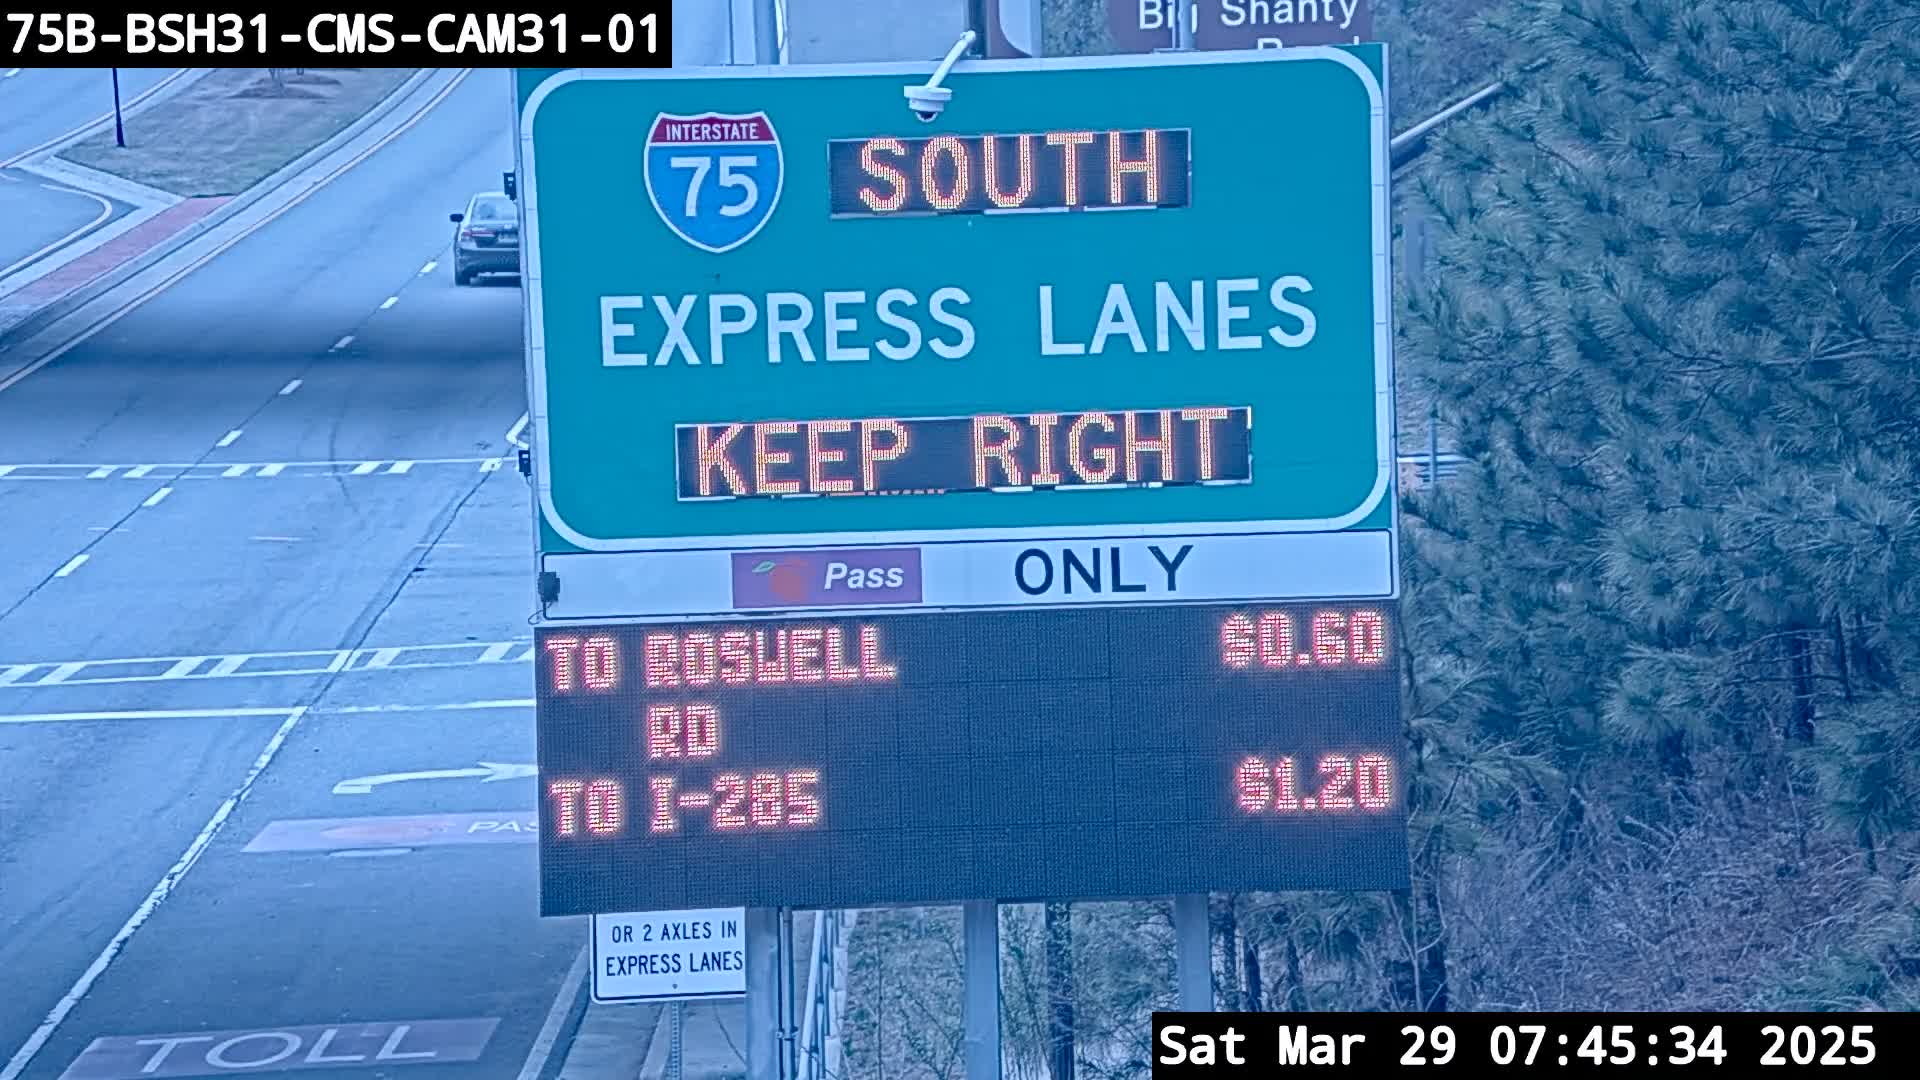 75B-BSH31-CMS-CAM31-01
Big Shanty
INTERSTATE
75
SOUTH
EXPRESS LANES
KEEP RIGHT
Pass ONLY
TO ROSWELL $0.60
RD
TO I-285 $1.20
OR 2 AXLES IN
EXPRESS LANES
TOLL
Sat Mar 29 07:45:34 2025